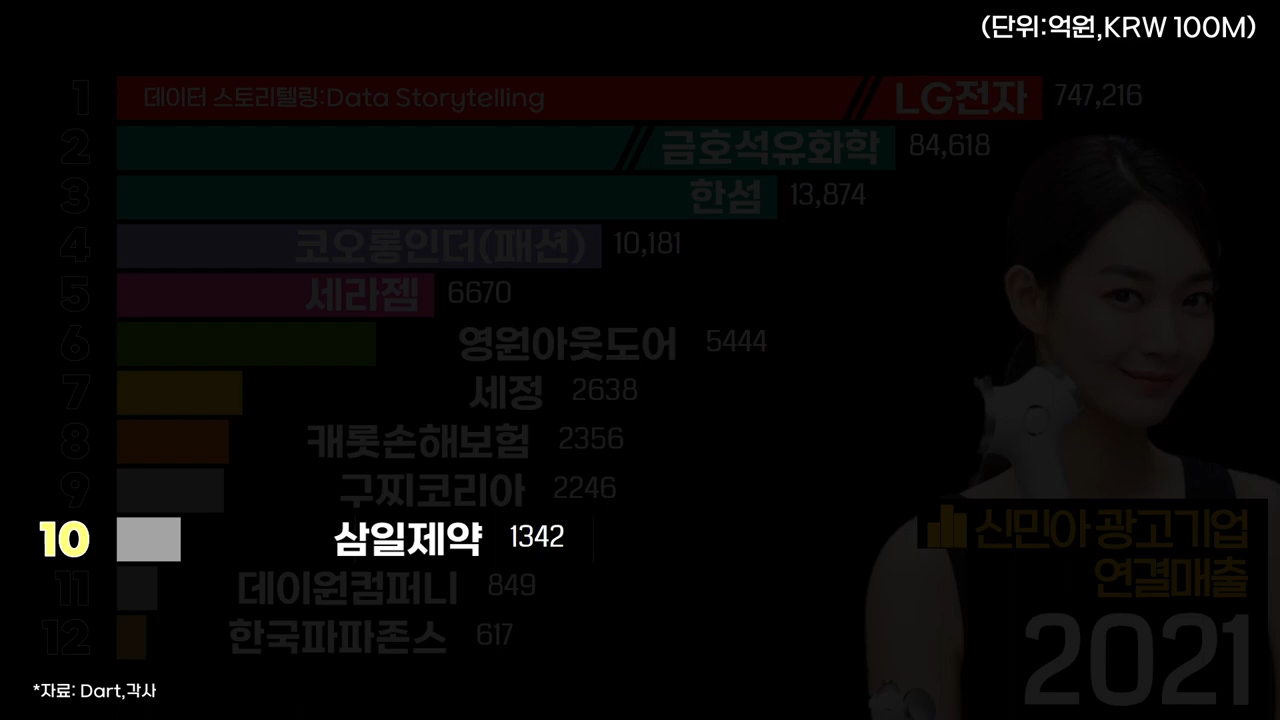 (단위:억원,KRW 100M)
1 데이터 스토리텔링:Data Storytelling LG전자 747,216
2 금호석유화학 84,618
3 한섬 13,874
4 코오롱인더(패션) 10,181
5 세라젬 6670
6 영원아웃도어 5444
7 세정 2638
8 캐롯손해보험 2356
9 구찌코리아 2246
10 삼일제약 1342
11 데이원컴퍼니 849
12 한국파파존스 617
신민아 광고기업
연결매출
2021
*자료: Dart,각사